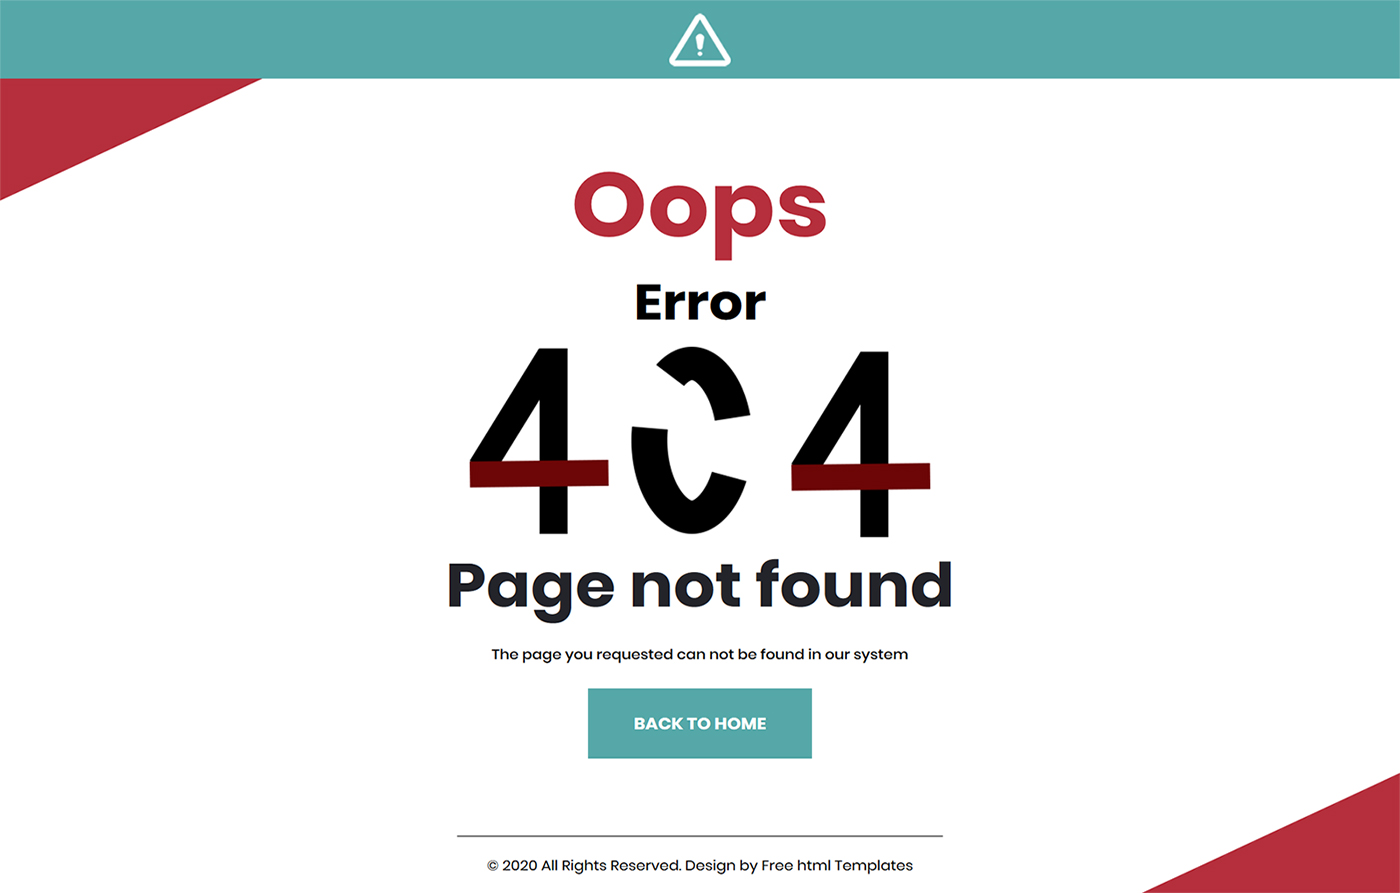 Oops
Error
404
Page not found
The page you requested can not be found in our system
BACK TO HOME
© 2020 All Rights Reserved. Design by Free html Templates